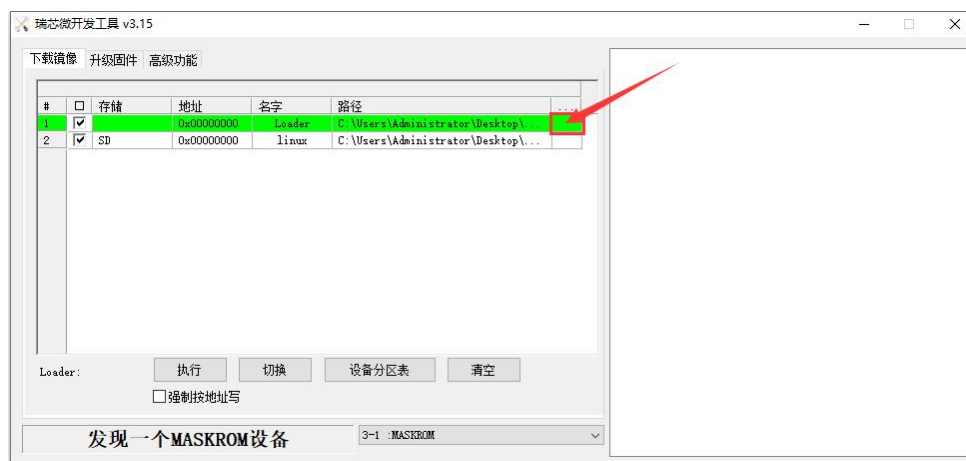 瑞芯微开发工具 v3.15
下载镜像 升级固件 高级功能
# 存储 地址 名字 路径 ...
1 0x00000000 Loader C:\Users\Administrator\Desktop\...
2 SD 0x00000000 linux C:\Users\Administrator\Desktop\...
Loader: 执行 切换 设备分区表 清空
强制按地址写
发现一个MASKROM设备 3-1 :MASKROM